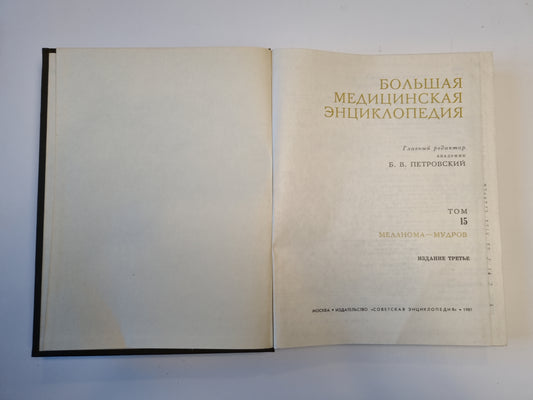 БОЛЬШАЯ
МЕДИЦИНСКАЯ
ЭНЦИКЛОПЕДИЯ
Главный редактор
академик
Б. В. ПЕТРОВСКИЙ
ТОМ
15
МЕЛАНОМА—МУДРОВ
ИЗДАНИЕ ТРЕТЬЕ
МОСКВА • ИЗДАТЕЛЬСТВО «СОВЕТСКАЯ ЭНЦИКЛОПЕДИЯ» • 1981